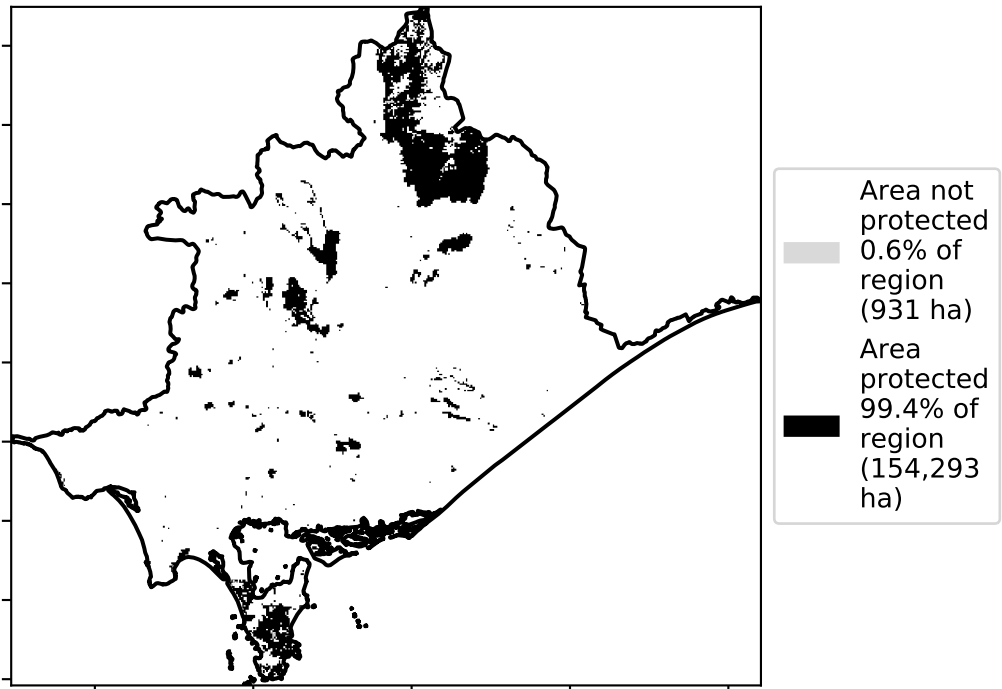 Area not
protected
0.6% of
region
(931 ha)
Area
protected
99.4% of
region
(154,293
ha)